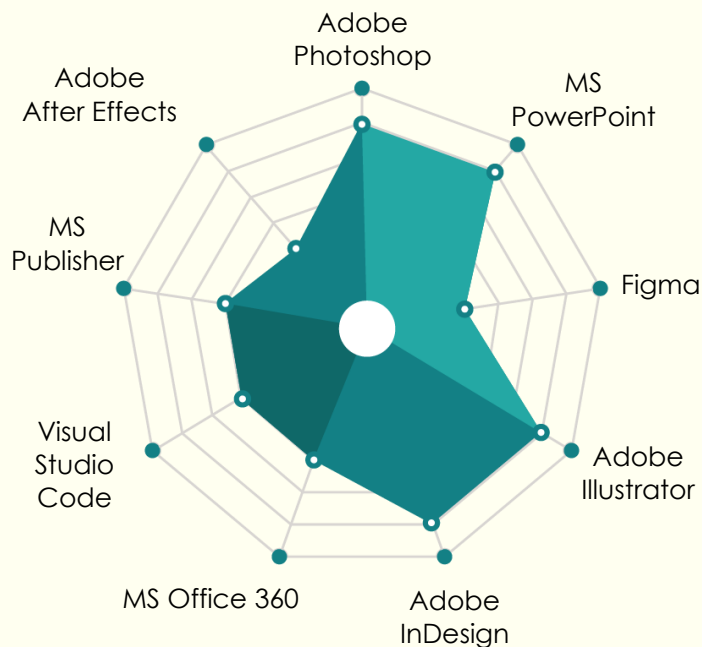 Adobe
Photoshop
MS
PowerPoint
Figma
Adobe
Illustrator
Adobe
InDesign
MS Office 360
Visual
Studio
Code
MS
Publisher
Adobe
After Effects